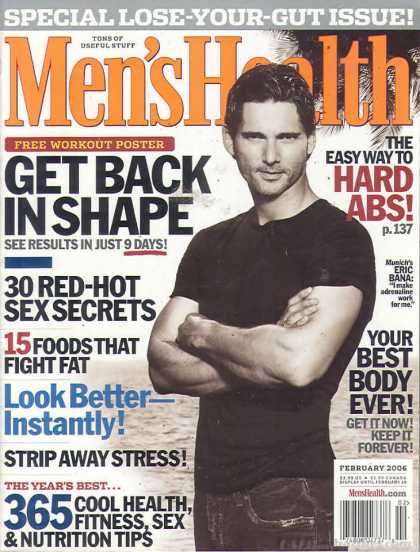 SPECIAL LOSE-YOUR-GUT ISSUE!
TONS OF
USEFUL STUFF
Men'sHealth
FREE WORKOUT POSTER
GET BACK
IN SHAPE
SEE RESULTS IN JUST 9 DAYS!
THE
EASY WAY TO
HARD
ABS!
p.137
30 RED-HOT
SEX SECRETS
Munich's
ERIC
BANA:
"I make
adrenaline
work
for me."
15 FOODS THAT
FIGHT FAT
Look Better—
Instantly!
STRIP AWAY STRESS!
YOUR
BEST
BODY
EVER!
GET IT NOW!
KEEP IT
FOREVER!
THE YEAR'S BEST...
365 COOL HEALTH,
FITNESS, SEX
& NUTRITION TIPS
FEBRUARY 2006
MensHealth.com
02